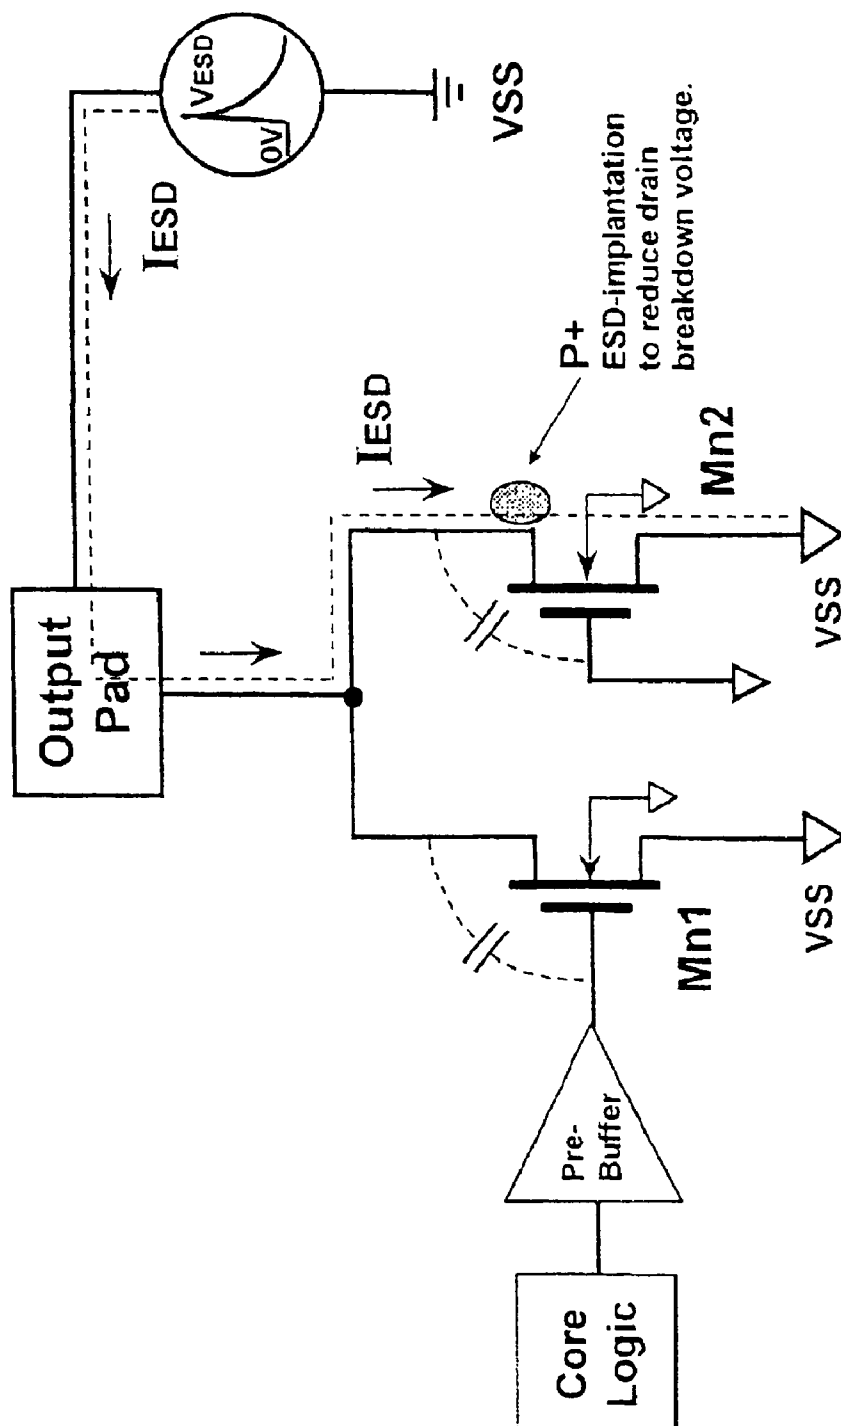 Output
Pad
IESD
VESD
0V
VSS
IESD
P+
ESD-implantation
to reduce drain
breakdown voltage.
Core
Logic
Pre-
Buffer
Mn1
VSS
Mn2
VSS